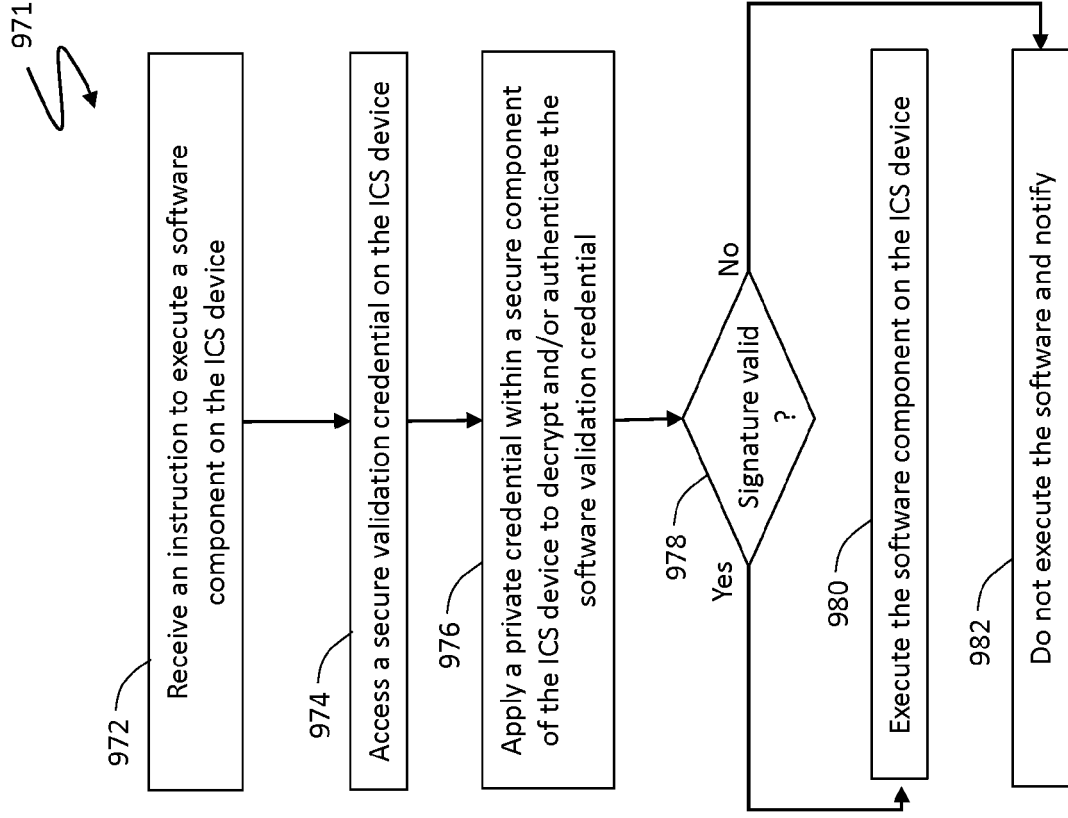 971
972
Receive an instruction to execute a software
component on the ICS device
974
Access a secure validation credential on the ICS device
976
Apply a private credential within a secure component
of the ICS device to decrypt and/or authenticate the
software validation credential
978
Signature valid
?
Yes
No
980
Execute the software component on the ICS device
982
Do not execute the software and notify